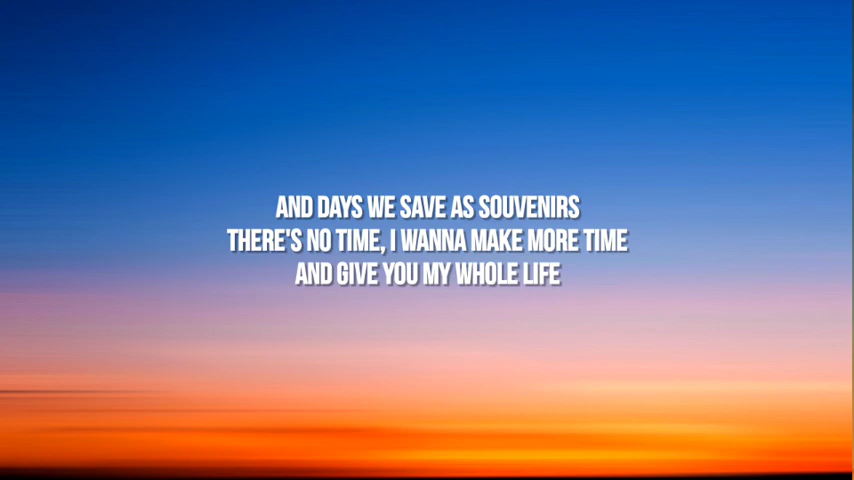 AND DAYS WE SAVE AS SOUVENIRS
THERE'S NO TIME, I WANNA MAKE MORE TIME
AND GIVE YOU MY WHOLE LIFE